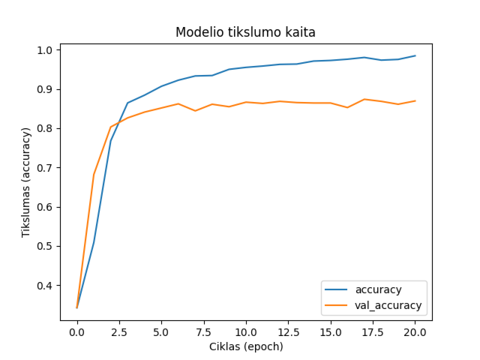 Modelio tikslumo kaita
Tikslumas (accuracy)
1.0
0.9
0.8
0.7
0.6
0.5
0.4
0.0 2.5 5.0 7.5 10.0 12.5 15.0 17.5 20.0
Ciklas (epoch)
accuracy
val_accuracy